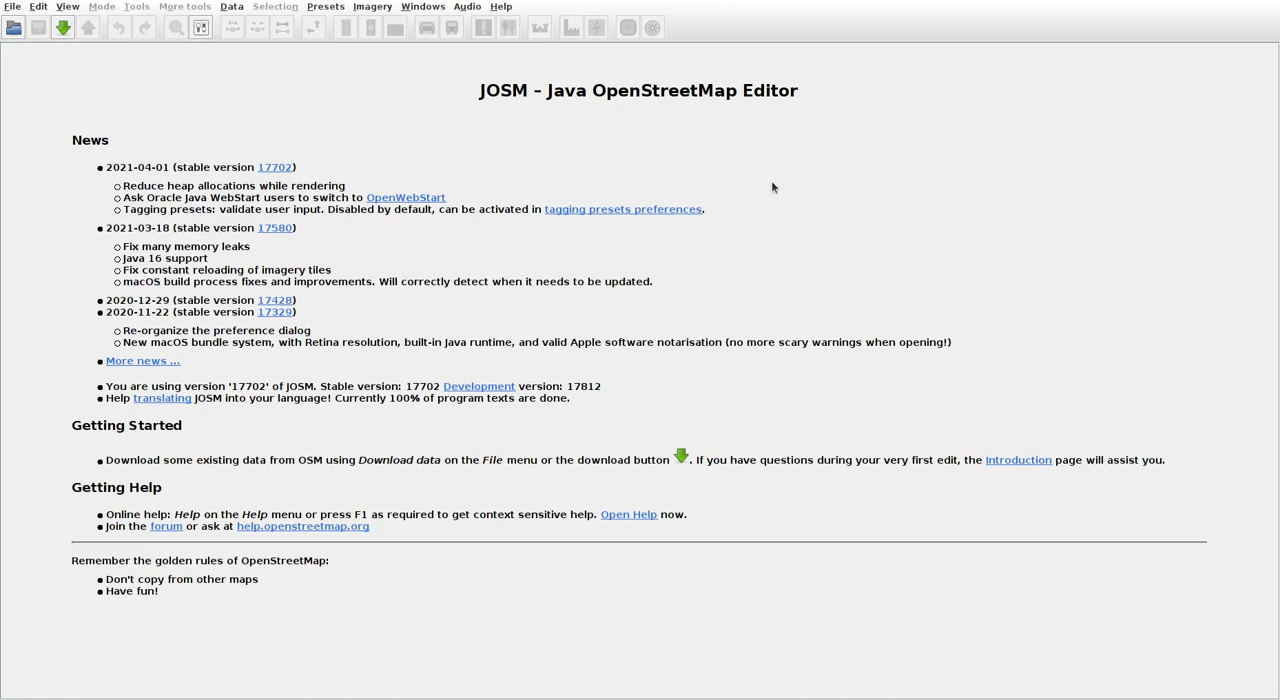 File Edit View Mode Tools More tools Data Selection Presets Imagery Windows Audio Help
JOSM – Java OpenStreetMap Editor
News
2021-04-01 (stable version 17702)
Reduce heap allocations while rendering
Ask Oracle Java WebStart users to switch to OpenWebStart
Tagging presets: validate user input. Disabled by default, can be activated in tagging presets preferences.
2021-03-18 (stable version 17580)
Fix many memory leaks
Java 16 support
Fix constant reloading of imagery tiles
macOS build process fixes and improvements. Will correctly detect when it needs to be updated.
2020-12-29 (stable version 17428)
2020-11-22 (stable version 17329)
Re-organize the preference dialog
New macOS bundle system, with Retina resolution, built-in Java runtime, and valid Apple software notarisation (no more scary warnings when opening!)
More news ...
You are using version '17702' of JOSM. Stable version: 17702 Development version: 17812
Help translating JOSM into your language! Currently 100% of program texts are done.
Getting Started
Download some existing data from OSM using Download data on the File menu or the download button . If you have questions during your very first edit, the Introduction page will assist you.
Getting Help
Online help: Help on the Help menu or press F1 as required to get context sensitive help. Open Help now.
Join the forum or ask at help.openstreetmap.org
Remember the golden rules of OpenStreetMap:
Don't copy from other maps
Have fun!